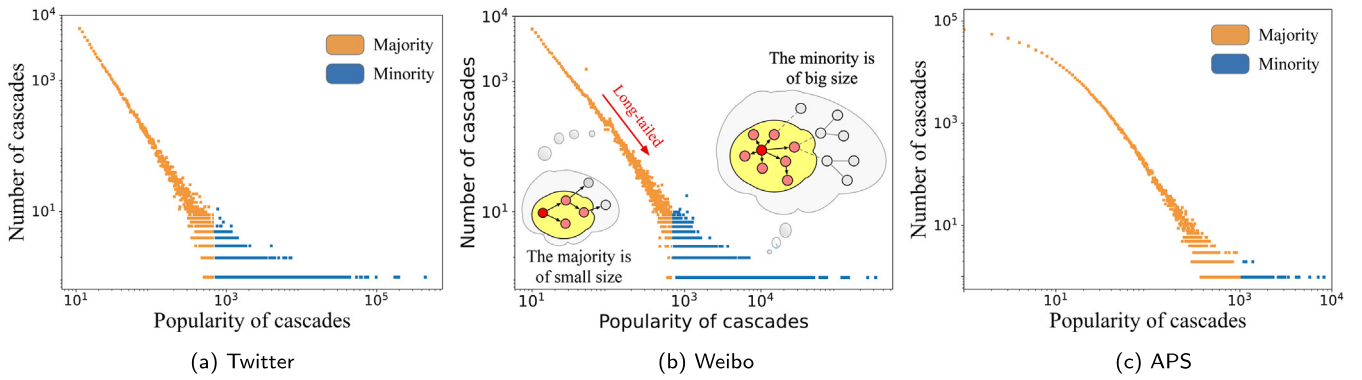 10^4
10^3
10^1
10^1
10^3
10^5
Number of cascades
Popularity of cascades
Majority
Minority
(a) Twitter
10^4
10^3
10^1
10^1
10^3
10^4
Number of cascades
Popularity of cascades
Long-tailed
The minority is
of big size
The majority is
of small size
(b) Weibo
10^5
10^3
10^1
10^1
10^3
10^4
Number of cascades
Popularity of cascades
Majority
Minority
(c) APS